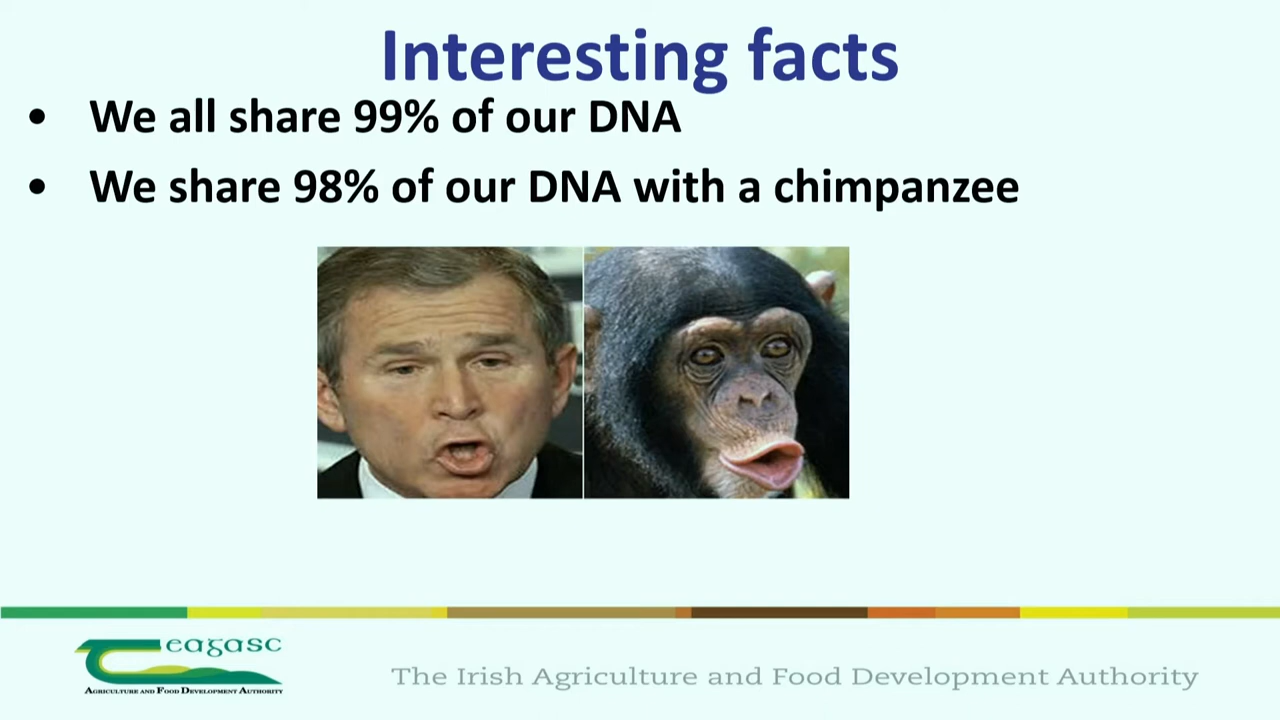 Interesting facts
• We all share 99% of our DNA
• We share 98% of our DNA with a chimpanzee
Teagasc
AGRICULTURE AND FOOD DEVELOPMENT AUTHORITY
The Irish Agriculture and Food Development Authority